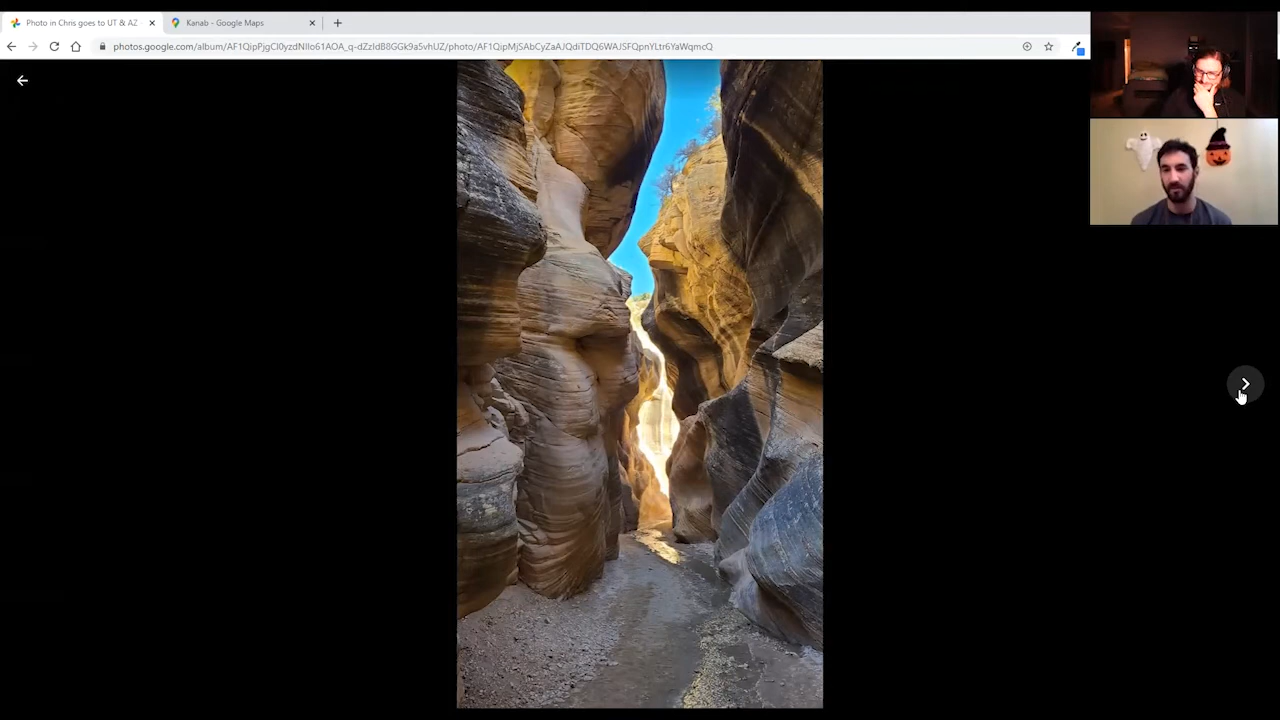 Photo in Chris goes to UT & AZ
Kanab - Google Maps
photos.google.com/album/AF1QipPjgCl0yzdNIlo61AOA_q-dZzIdB8GGk9a5vhUZ/photo/AF1QipMjSAbCyZaAJQdiTDQ6WAJSFQpnYLtr6YaWqmcQ